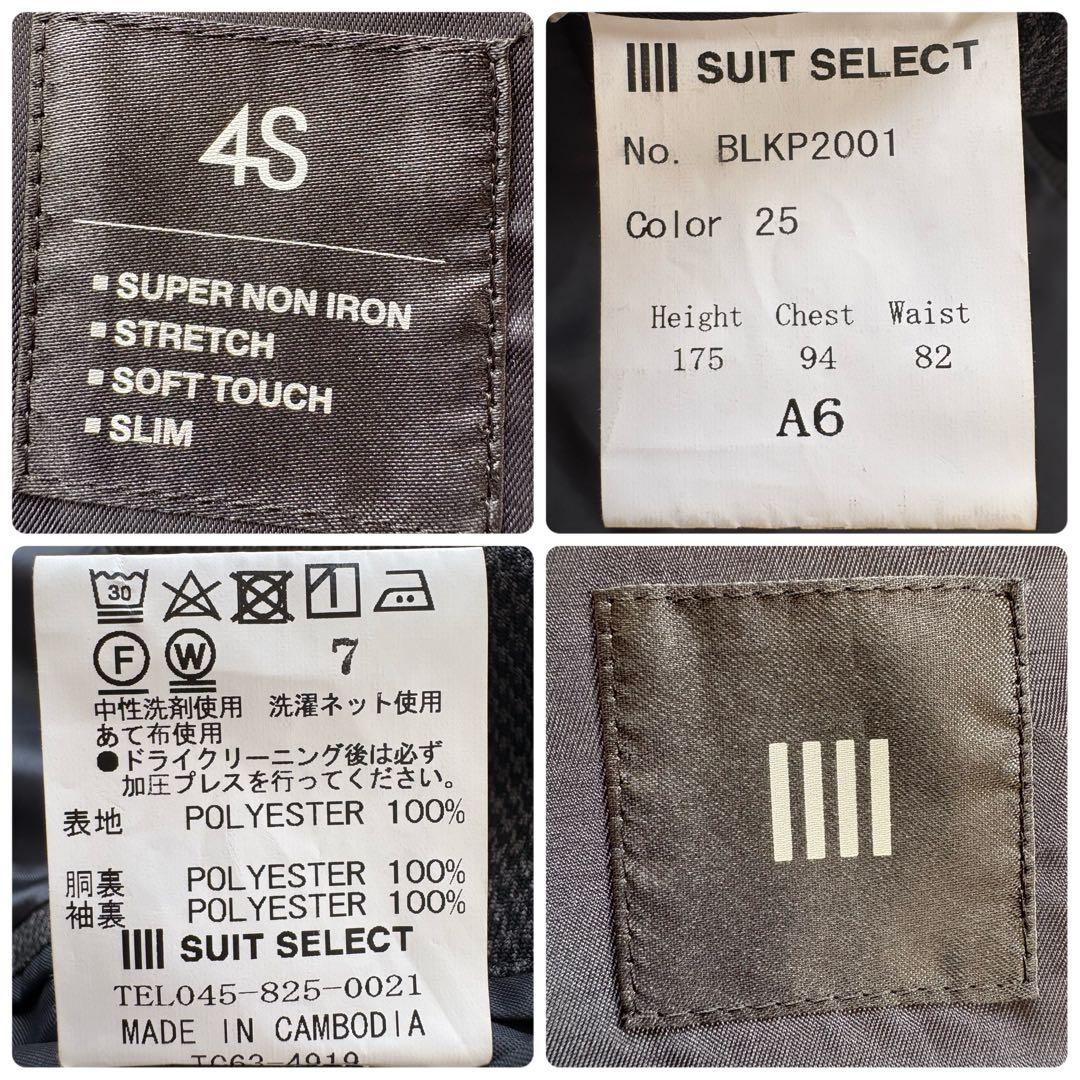 4S
SUPER NON IRON
STRETCH
SOFT TOUCH
SLIM
SUIT SELECT
No. BLKP2001
Color 25
Height Chest Waist
175 94 82
A6
30
F W 7
中性洗剤使用 洗濯ネット使用
あて布使用
●ドライクリーニング後は必ず
加圧プレスを行ってください。
表地 POLYESTER 100%
胴裏 POLYESTER 100%
袖裏 POLYESTER 100%
SUIT SELECT
TEL045-825-0021
MADE IN CAMBODIA
TC63-4919